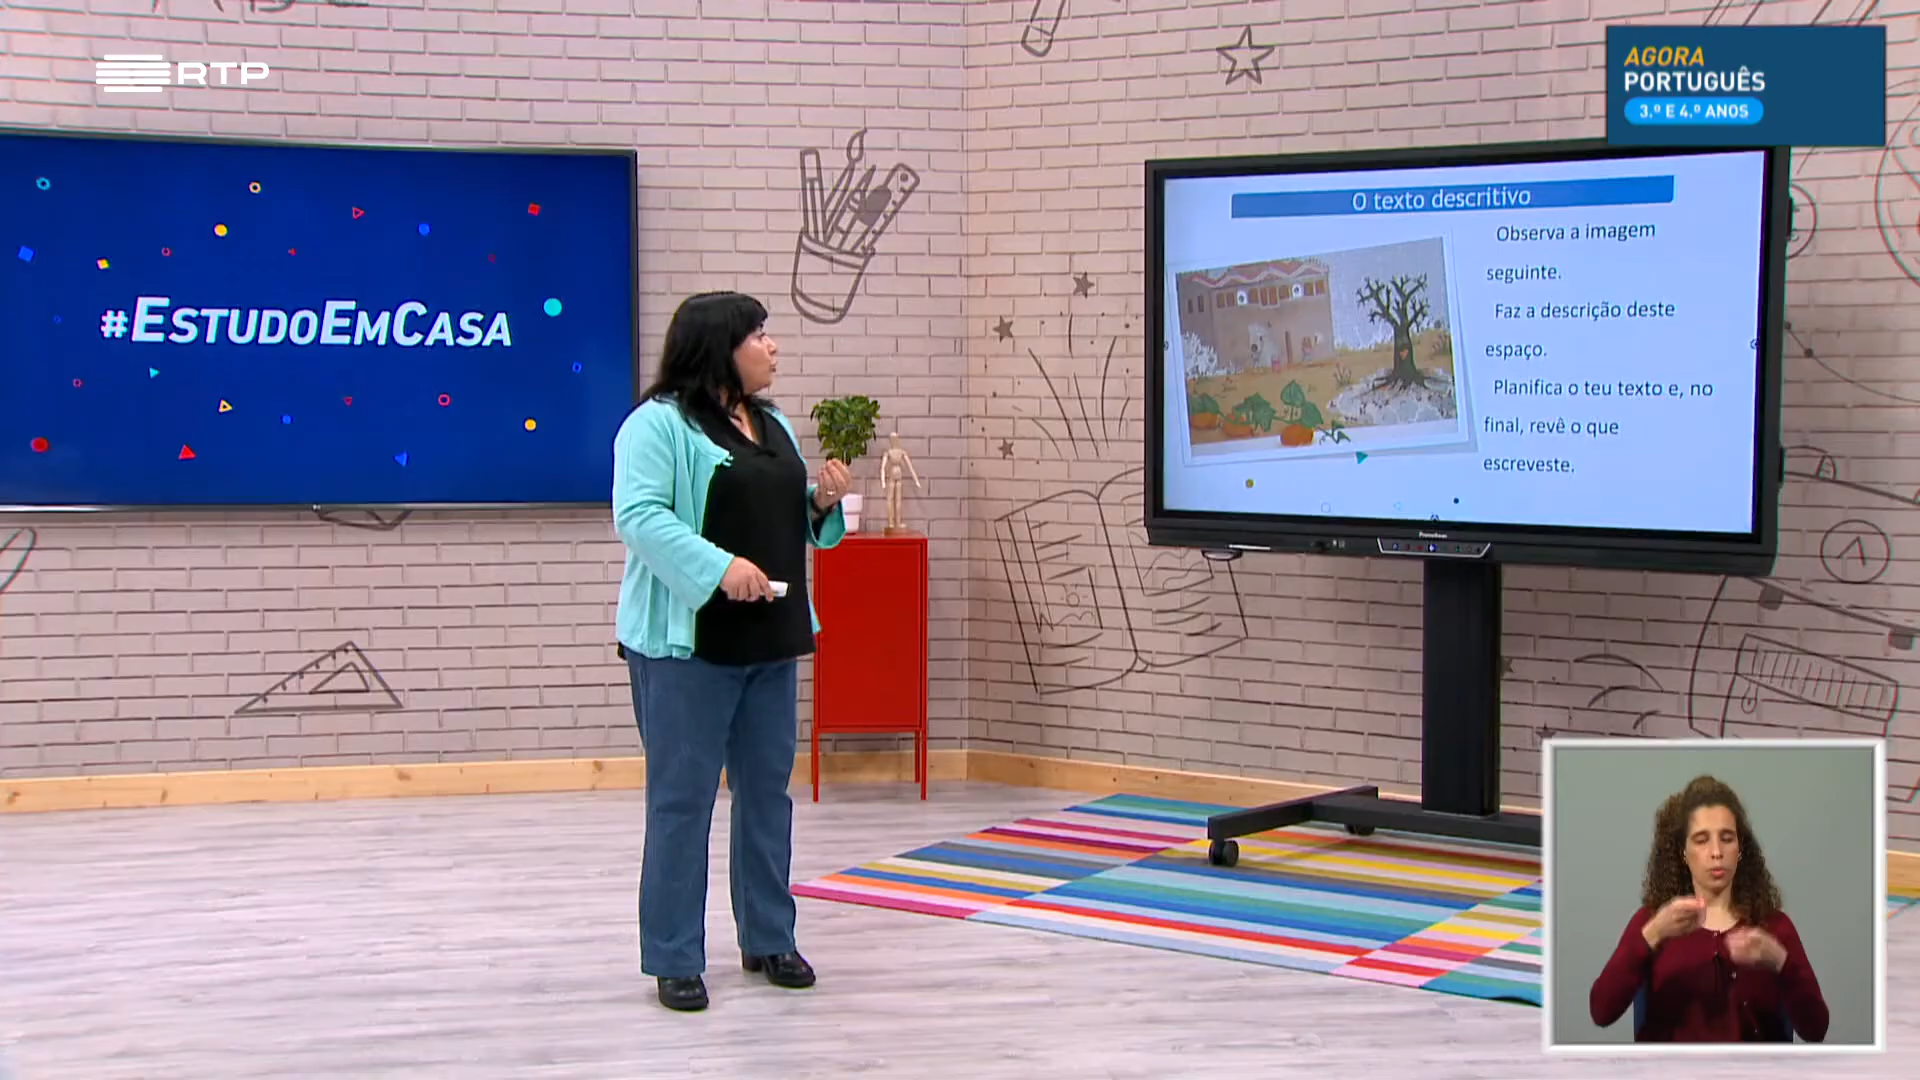 RTP
AGORA
PORTUGUÊS
3.º E 4.º ANOS
#ESTUDOEMCASA
O texto descritivo
Observa a imagem
seguinte.
Faz a descrição deste
espaço.
Planifica o teu texto e, no
final, revê o que
escreveste.
Promethean